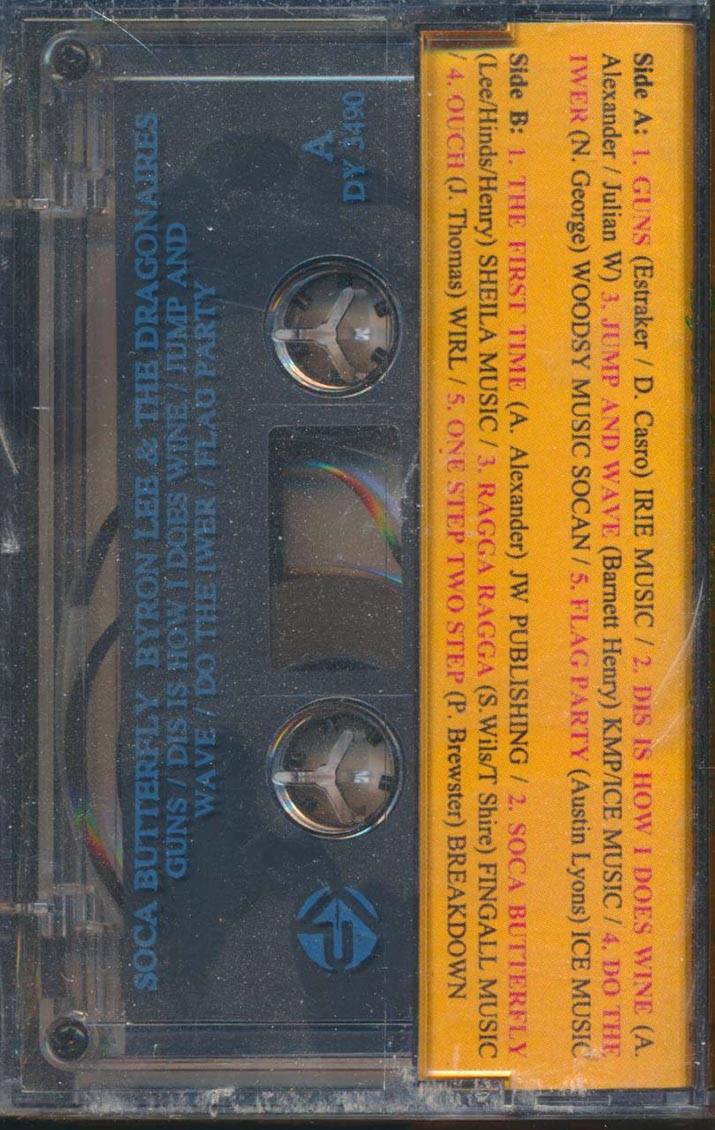 Side A: 1. GUNS (Estraker / D. Casro) IRIE MUSIC / 2. DIS IS HOW I DOES WINE (A.
Alexander / Julian W) 3. JUMP AND WAVE (Barnett Henry) KMP/ICE MUSIC / 4. DO THE
IWER (N. George) WOODSY MUSIC SOCAN / 5. FLAG PARTY (Austin Lyons) ICE MUSIC
Side B: 1. THE FIRST TIME (A. Alexander) JW PUBLISHING / 2. SOCA BUTTERFLY
(Lee/Hinds/Henry) SHEILA MUSIC / 3. RAGGA RAGGA (S Wils/T Shire) FINGALL MUSIC
/ 4. OUCH (J. Thomas) WIRL / 5. ONE STEP TWO STEP (P. Brewster) BREAKDOWN
DY 3490
A
P
SOCA BUTTERFLY BYRON LEE & THE DRAGONAIRES
GUNS / DIS IS HOW I DOES WINE / JUMP AND
WAVE / DO THE IWER / FLAG PARTY